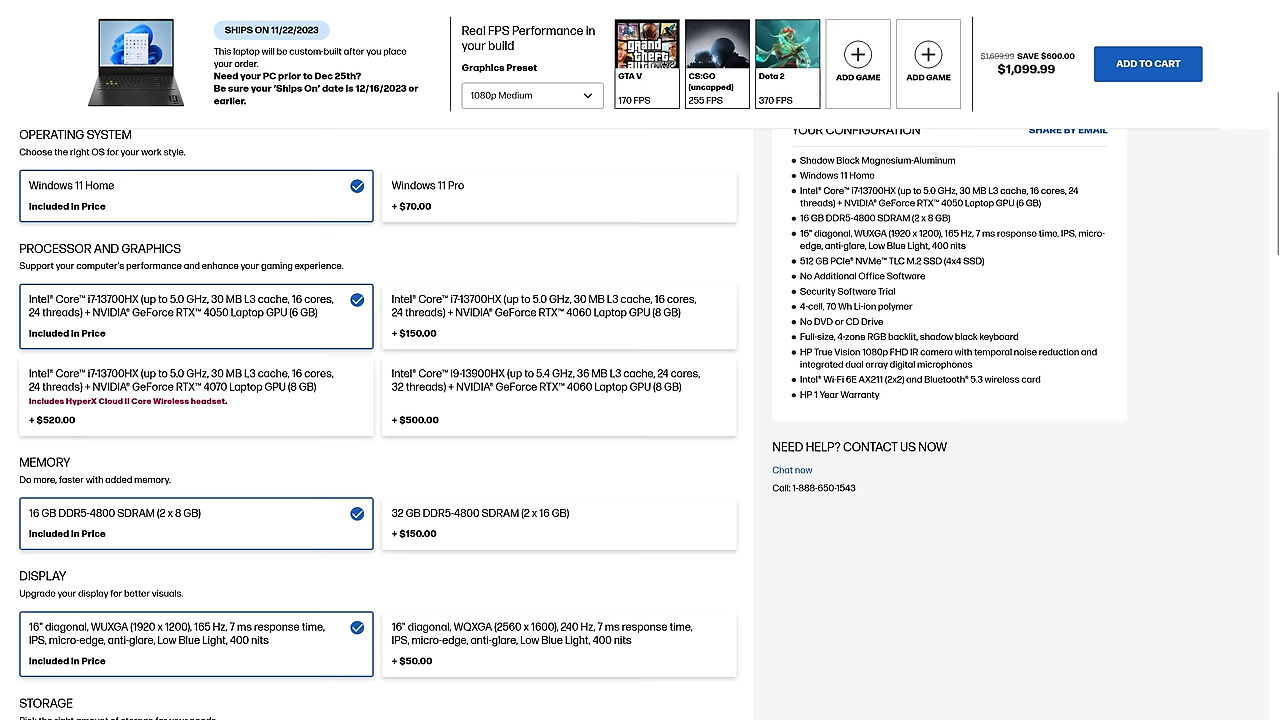 SHIPS ON 11/22/2023
This laptop will be custom-built after you place
your order.
Need your PC prior to Dec 25th?
Be sure your 'Ships On' date is 12/16/2023 or
earlier.
Real FPS Performance in
your build
Graphics Preset
1080p Medium
GTA V
170 FPS
CS:GO
(uncapped)
255 FPS
Dota 2
370 FPS
ADD GAME
ADD GAME
$1,699.99 SAVE $600.00
$1,099.99
ADD TO CART
OPERATING SYSTEM
Choose the right OS for your work style.
Windows 11 Home
Included In Price
Windows 11 Pro
+ $70.00
PROCESSOR AND GRAPHICS
Support your computer's performance and enhance your gaming experience.
Intel® Core™ i7-13700HX (up to 5.0 GHz, 30 MB L3 cache, 16 cores,
24 threads) + NVIDIA® GeForce RTX™ 4050 Laptop GPU (6 GB)
Included In Price
Intel® Core™ i7-13700HX (up to 5.0 GHz, 30 MB L3 cache, 16 cores,
24 threads) + NVIDIA® GeForce RTX™ 4060 Laptop GPU (8 GB)
+ $150.00
Intel® Core™ i7-13700HX (up to 5.0 GHz, 30 MB L3 cache, 16 cores,
24 threads) + NVIDIA® GeForce RTX™ 4070 Laptop GPU (8 GB)
Includes HyperX Cloud II Core Wireless headset.
+ $520.00
Intel® Core™ i9-13900HX (up to 5.4 GHz, 36 MB L3 cache, 24 cores,
32 threads) + NVIDIA® GeForce RTX™ 4060 Laptop GPU (8 GB)
+ $500.00
MEMORY
Do more, faster with added memory.
16 GB DDR5-4800 SDRAM (2 x 8 GB)
Included In Price
32 GB DDR5-4800 SDRAM (2 x 16 GB)
+ $150.00
DISPLAY
Upgrade your display for better visuals.
16" diagonal, WUXGA (1920 x 1200), 165 Hz, 7 ms response time,
IPS, micro-edge, anti-glare, Low Blue Light, 400 nits
Included In Price
16" diagonal, WQXGA (2560 x 1600), 240 Hz, 7 ms response time,
IPS, micro-edge, anti-glare, Low Blue Light, 400 nits
+ $50.00
STORAGE
Pick the right amount of storage for your needs.
YOUR CONFIGURATION
SHARE BY EMAIL
Shadow Black Magnesium-Aluminum
Windows 11 Home
Intel® Core™ i7-13700HX (up to 5.0 GHz, 30 MB L3 cache, 16 cores, 24
threads) + NVIDIA® GeForce RTX™ 4050 Laptop GPU (6 GB)
16 GB DDR5-4800 SDRAM (2 x 8 GB)
16" diagonal, WUXGA (1920 x 1200), 165 Hz, 7 ms response time, IPS, micro-
edge, anti-glare, Low Blue Light, 400 nits
512 GB PCIe® NVMe™ TLC M.2 SSD (4x4 SSD)
No Additional Office Software
Security Software Trial
4-cell, 70 Wh Li-ion polymer
No DVD or CD Drive
Full-size, 4-zone RGB backlit, shadow black keyboard
HP True Vision 1080p FHD IR camera with temporal noise reduction and
integrated dual array digital microphones
Intel® Wi-Fi 6E AX211 (2x2) and Bluetooth® 5.3 wireless card
HP 1 Year Warranty
NEED HELP? CONTACT US NOW
Chat now
Call: 1-888-650-1543